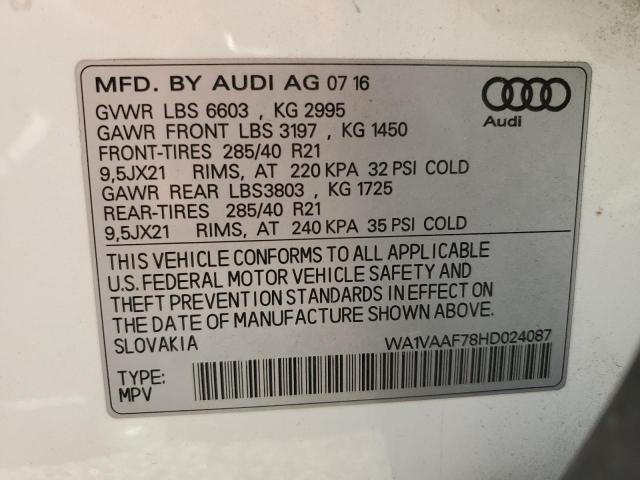 MFD. BY AUDI AG 07 16
Audi
GVWR LBS 6603 , KG 2995
GAWR FRONT LBS 3197 , KG 1450
FRONT-TIRES 285/40 R21
9,5JX21 RIMS, AT 220 KPA 32 PSI COLD
GAWR REAR LBS3803 , KG 1725
REAR-TIRES 285/40 R21
9,5JX21 RIMS, AT 240 KPA 35 PSI COLD
THIS VEHICLE CONFORMS TO ALL APPLICABLE
U.S. FEDERAL MOTOR VEHICLE SAFETY AND
THEFT PREVENTION STANDARDS IN EFFECT ON
THE DATE OF MANUFACTURE SHOWN ABOVE.
SLOVAKIA WA1VAAF78HD024087
TYPE:
MPV